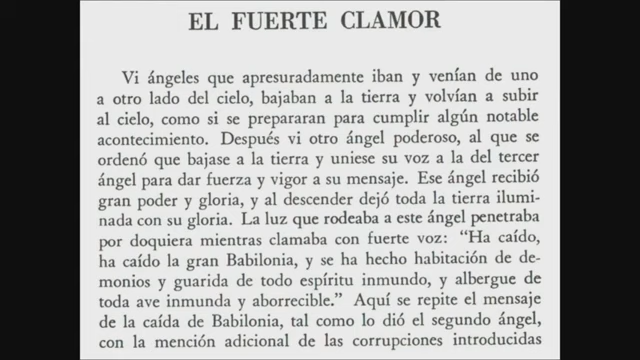 EL FUERTE CLAMOR
Vi ángeles que apresuradamente iban y venían de uno
a otro lado del cielo, bajaban a la tierra y volvían a subir
al cielo, como si se prepararan para cumplir algún notable
acontecimiento. Después vi otro ángel poderoso, al que se
ordenó que bajase a la tierra y uniese su voz a la del tercer
ángel para dar fuerza y vigor a su mensaje. Ese ángel recibió
gran poder y gloria, y al descender dejó toda la tierra ilumi-
nada con su gloria. La luz que rodeaba a este ángel penetraba
por doquiera mientras clamaba con fuerte voz: “Ha caído,
ha caído la gran Babilonia, y se ha hecho habitación de de-
monios y guarida de todo espíritu inmundo, y albergue de
toda ave inmunda y aborrecible.” Aquí se repite el mensaje
de la caída de Babilonia, tal como lo dió el segundo ángel,
con la mención adicional de las corrupciones introducidas